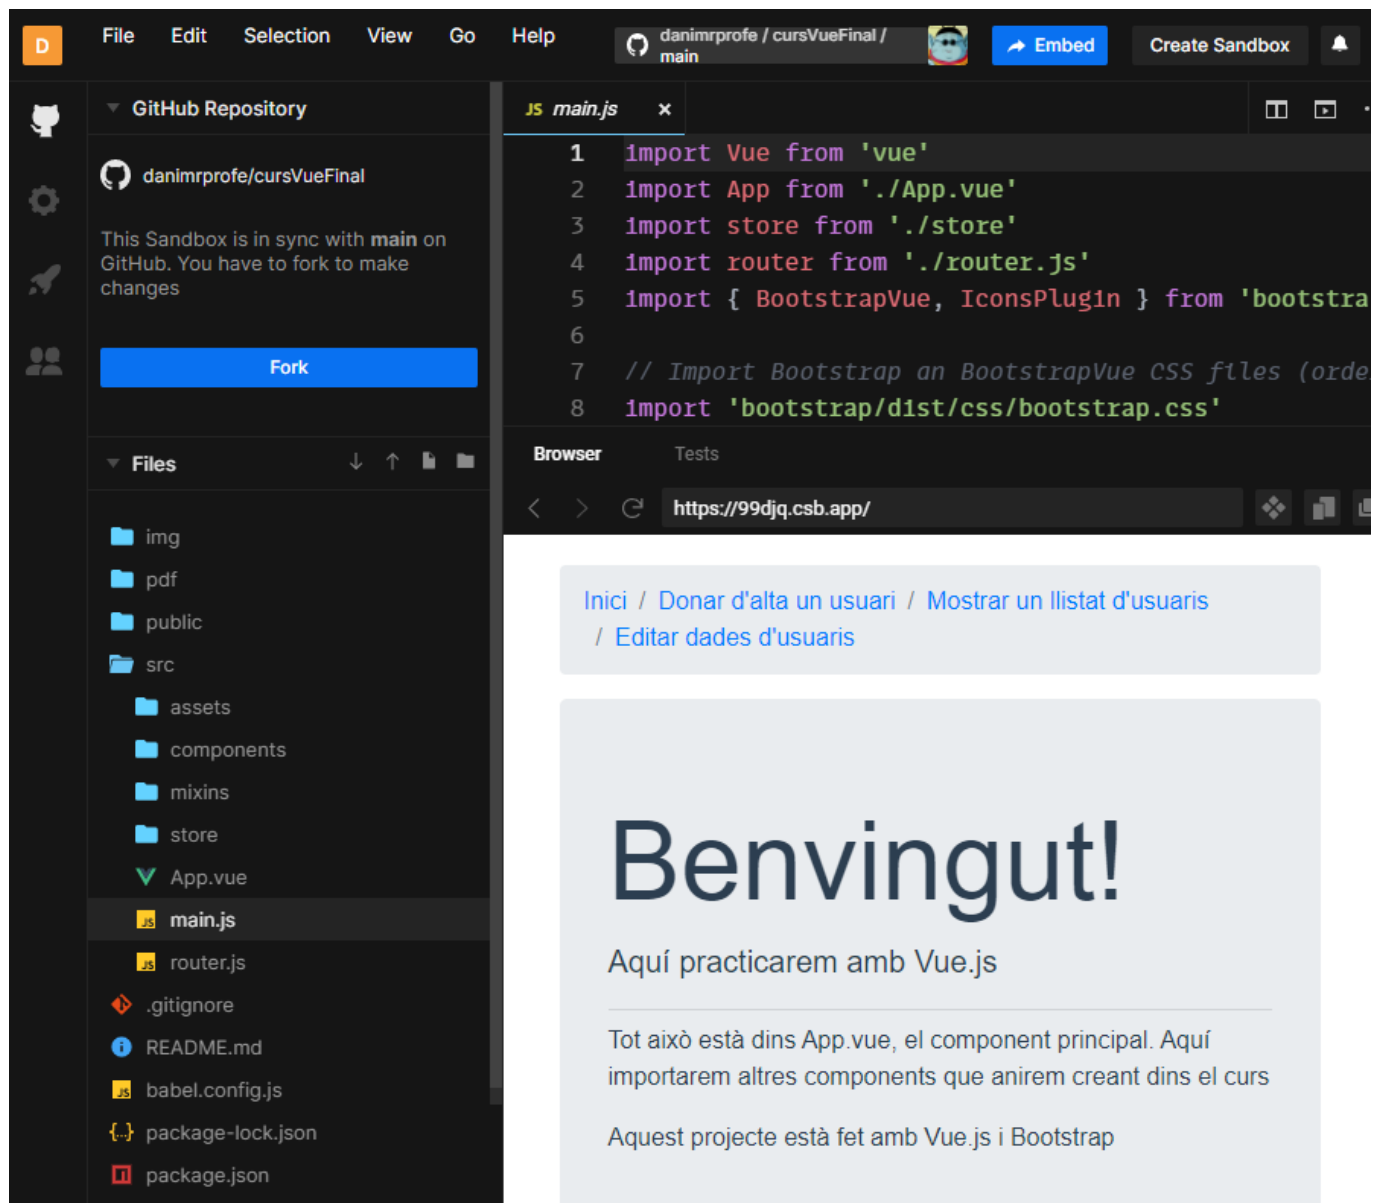 D
File Edit Selection View Go Help
danimrprofe / cursVueFinal /
main
Embed
Create Sandbox
GitHub Repository
danimrprofe/cursVueFinal
This Sandbox is in sync with main on
GitHub. You have to fork to make
changes
Fork
Files
img
pdf
public
src
assets
components
mixins
store
App.vue
JS main.js
JS router.js
.gitignore
README.md
JS babel.config.js
{...} package-lock.json
package.json
JS main.js ×
1 import Vue from 'vue'
2 import App from './App.vue'
3 import store from './store'
4 import router from './router.js'
5 import { BootstrapVue, IconsPlugin } from 'bootstra
6
7 // Import Bootstrap an BootstrapVue CSS files (orde
8 import 'bootstrap/dist/css/bootstrap.css'
Browser Tests
https://99djq.csb.app/
Inici / Donar d'alta un usuari / Mostrar un llistat d'usuaris
/ Editar dades d'usuaris
Benvingut!
Aquí practicarem amb Vue.js
Tot això està dins App.vue, el component principal. Aquí
importarem altres components que anirem creant dins el curs
Aquest projecte està fet amb Vue.js i Bootstrap